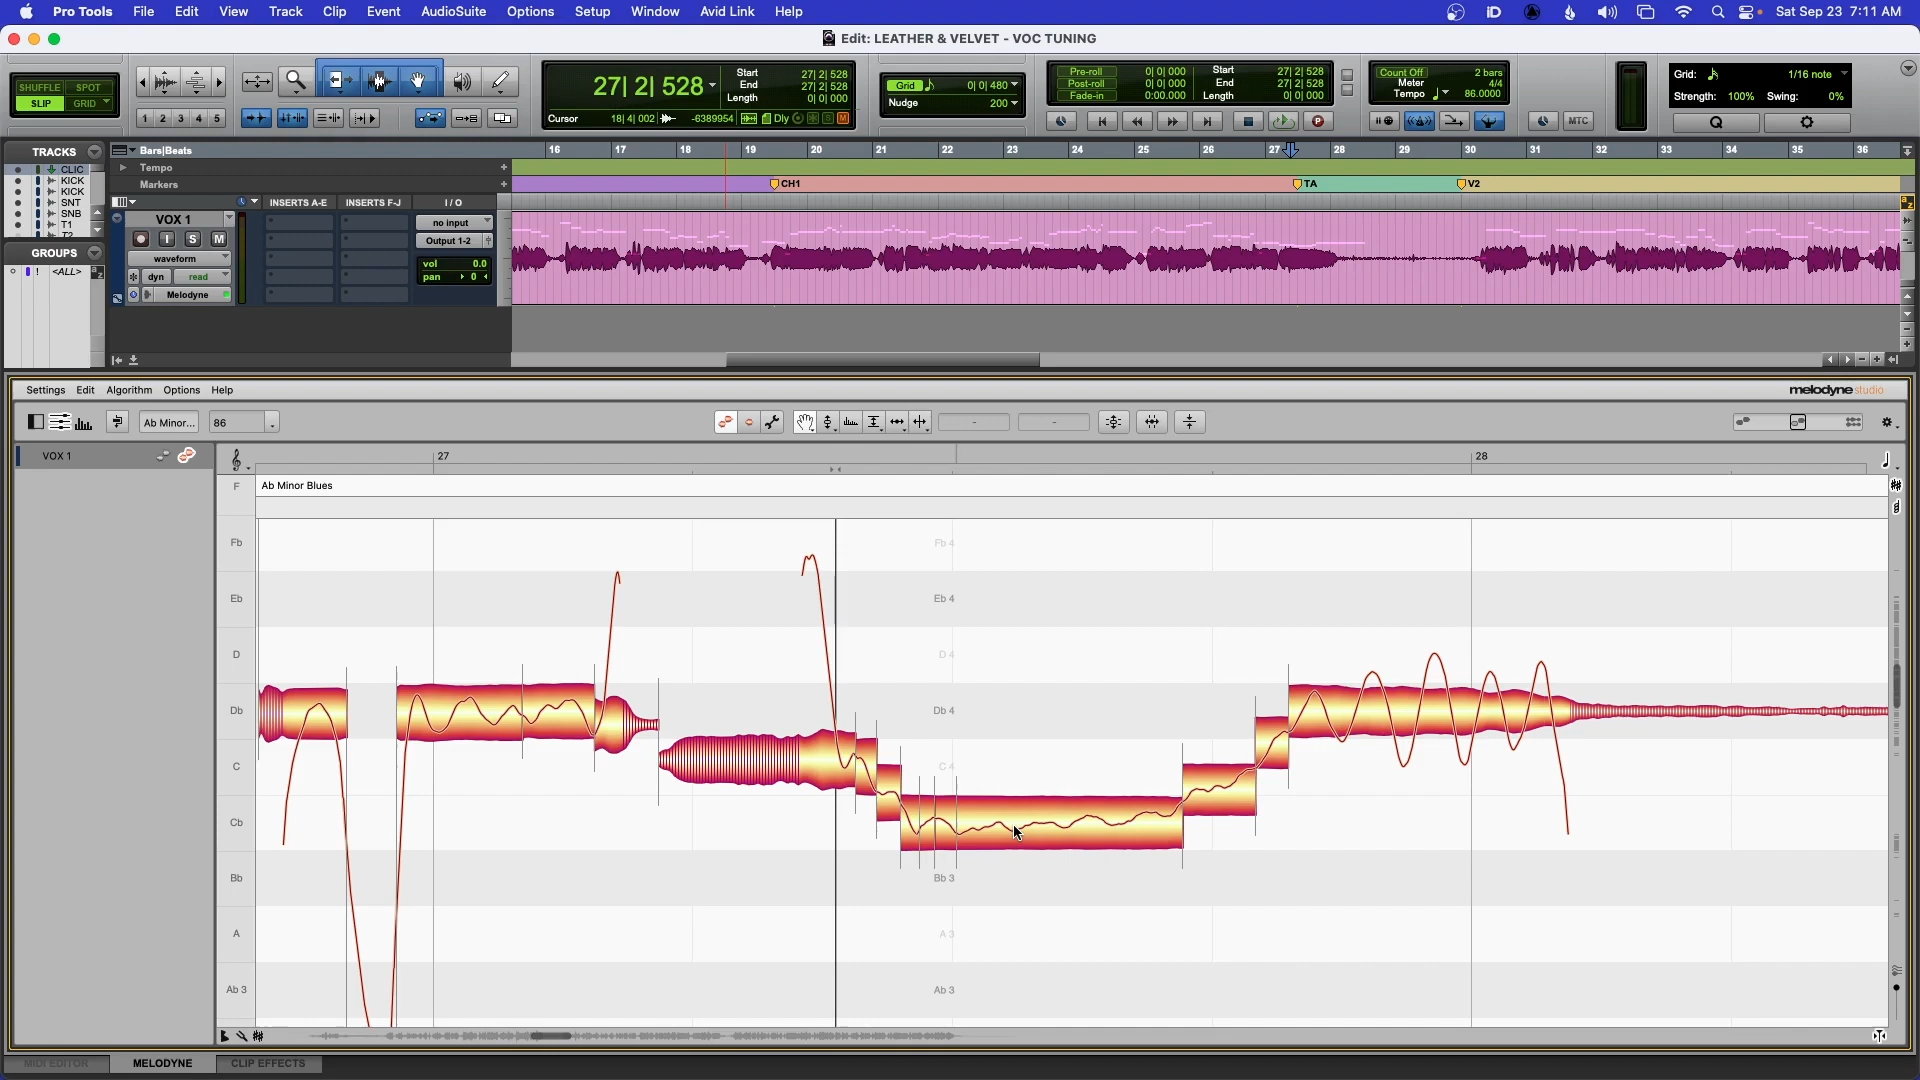 Pro Tools File Edit View Track Clip Event AudioSuite Options Setup Window Avid Link Help iD Sat Sep 23 7:11 AM
Edit: LEATHER & VELVET - VOC TUNING
SHUFFLE SPOT
SLIP GRID
1 2 3 4 5
27| 2| 528
Start 27| 2| 528
End 27| 2| 528
Length 0| 0| 000
Cursor 18| 4| 002 -6389954 Dly S M
Grid 0| 0| 480
Nudge 200
Pre-roll 0| 0| 000 Start 27| 2| 528
Post-roll 0| 0| 000 End 27| 2| 528
Fade-in 0:00.000 Length 0| 0| 000
Count Off 2 bars
Meter 4/4
Tempo 86.0000
MTC
Grid: 1/16 note
Strength: 100% Swing: 0%
Q
TRACKS
CLIC
KICK
KICK
SNT
SNB
T1
T2
GROUPS
! <ALL>
Bars|Beats 16 17 18 19 20 21 22 23 24 25 26 27 28 29 30 31 32 33 34 35 36
Tempo
Markers CH1 TA V2
INSERTS A-E INSERTS F-J I / O
VOX 1
I S M
waveform
dyn read
Melodyne
no input
Output 1-2
vol 0.0
pan 0
Settings Edit Algorithm Options Help melodyne studio
Ab Minor... 86 - -
VOX 1 27 28
F Ab Minor Blues
Fb Fb 4
Eb Eb 4
D D 4
Db Db 4
C C 4
Cb
Bb Bb 3
A A 3
Ab 3 Ab 3
MIDI EDITOR MELODYNE CLIP EFFECTS